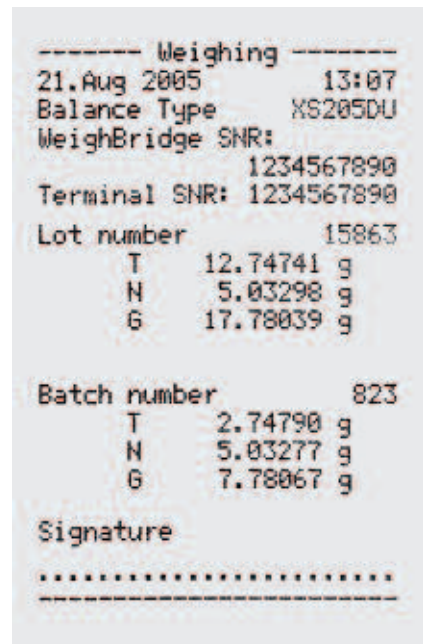 ------- Weighing -------
21.Aug 2005 13:07
Balance Type XS205DU
WeighBridge SNR:
1234567890
Terminal SNR: 1234567890
Lot number 15863
T 12.74741 g
N 5.03298 g
G 17.78039 g
Batch number 823
T 2.74790 g
N 5.03277 g
G 7.78067 g
Signature
........................
------------------------